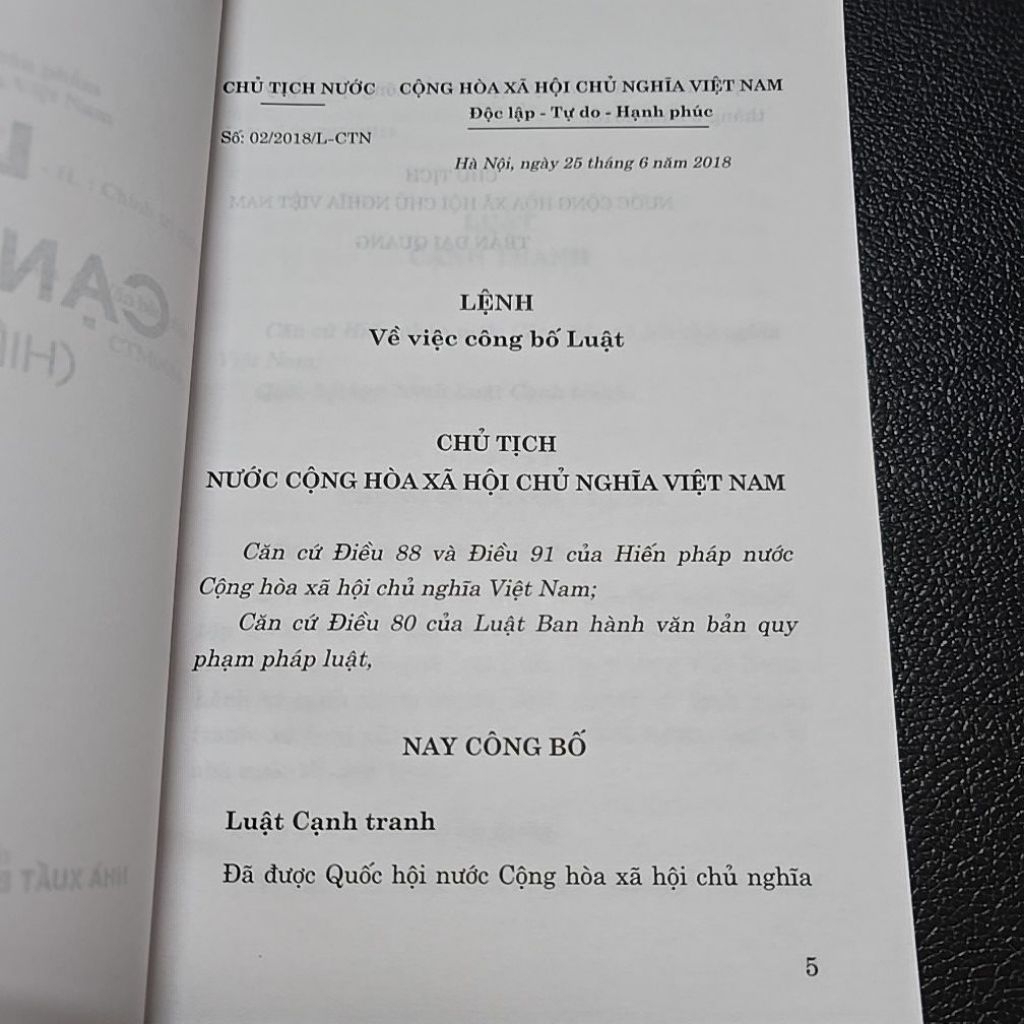 CHỦ TỊCH NƯỚC CỘNG HÒA XÃ HỘI CHỦ NGHĨA VIỆT NAM
Độc lập - Tự do - Hạnh phúc
Số: 02/2018/L-CTN
Hà Nội, ngày 25 tháng 6 năm 2018
LỆNH
Về việc công bố Luật
CHỦ TỊCH
NƯỚC CỘNG HÒA XÃ HỘI CHỦ NGHĨA VIỆT NAM
Căn cứ Điều 88 và Điều 91 của Hiến pháp nước
Cộng hòa xã hội chủ nghĩa Việt Nam;
Căn cứ Điều 80 của Luật Ban hành văn bản quy
phạm pháp luật,
NAY CÔNG BỐ
Luật Cạnh tranh
Đã được Quốc hội nước Cộng hòa xã hội chủ nghĩa
5